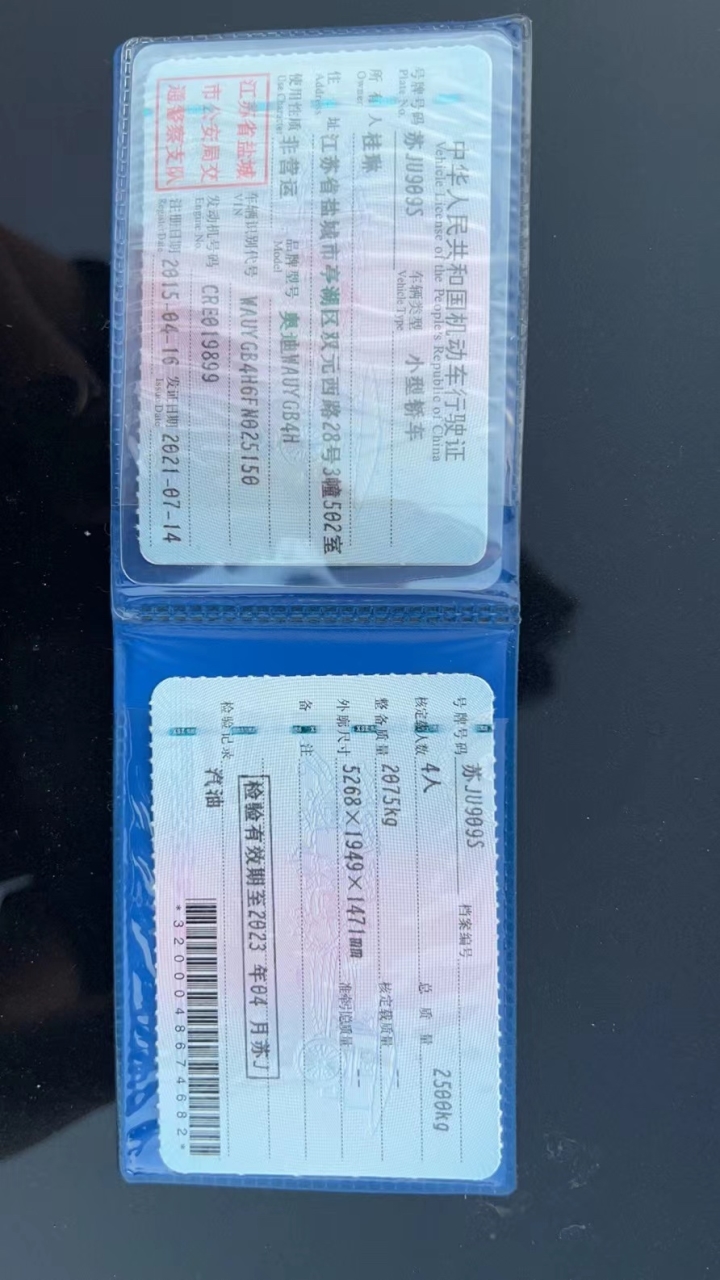 中华人民共和国机动车行驶证
Vehicle License of the People's Republic of China
号牌号码 苏JU909S 车辆类型 小型轿车
Plate No. Vehicle Type
所有人 桂琳
Owner
住址 江苏省盐城市亭湖区双元西路28号3幢502室
Address
使用性质 非营运 品牌型号 奥迪WAUYGB4H
Use Character Model
江苏省盐城
市公安局交
通警察支队
车辆识别代号 WAUYGB4H6FN025150
VIN
发动机号码 CRE019899
Engine No.
注册日期 2015-04-16 发证日期 2021-07-14
Register Date Issue Date
号牌号码 苏JU909S 档案编号
核定载人数 4人 总质量 2500kg
整备质量 2075kg 核定载质量 --
外廓尺寸 5268×1949×1471mm 准牵引总质量 --
备注
检验有效期至2023年04月苏J
检验记录
汽油
*3200048674682*